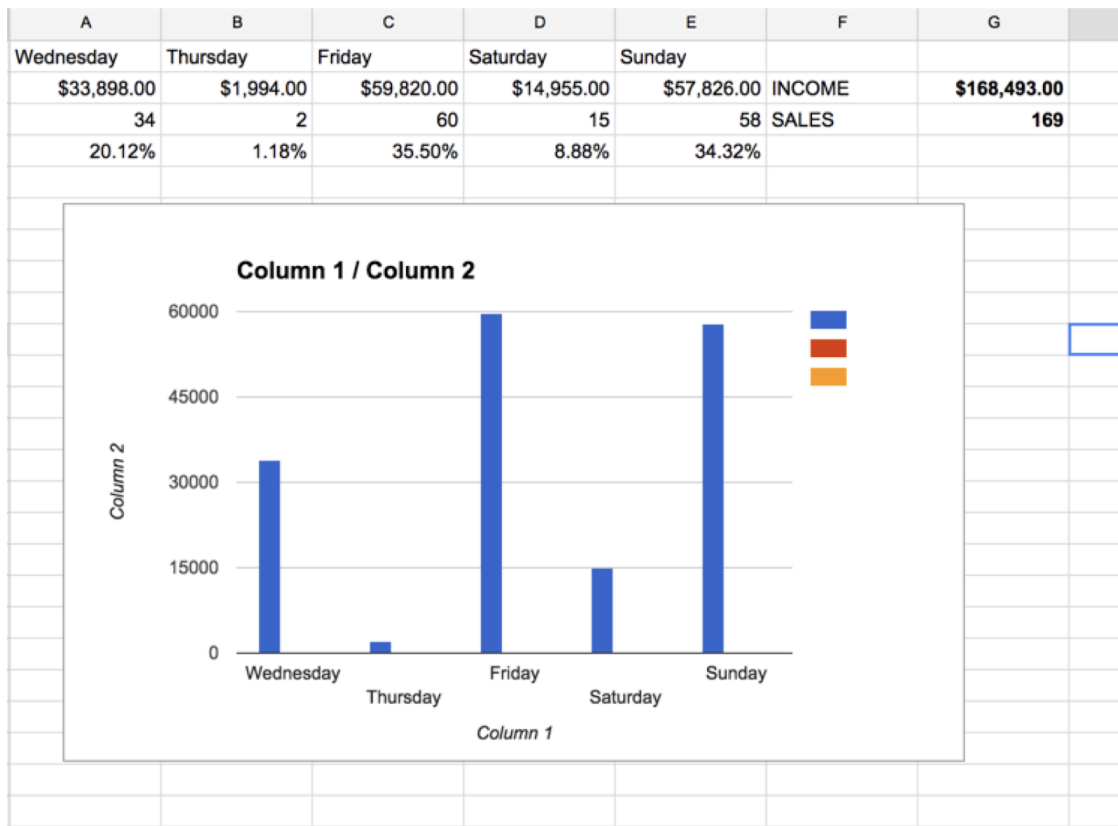 A B C D E F G
Wednesday Thursday Friday Saturday Sunday
$33,898.00 $1,994.00 $59,820.00 $14,955.00 $57,826.00 INCOME $168,493.00
34 2 60 15 58 SALES 169
20.12% 1.18% 35.50% 8.88% 34.32%
Column 1 / Column 2
60000
45000
30000
15000
0
Column 2
Wednesday Thursday Friday Saturday Sunday
Column 1